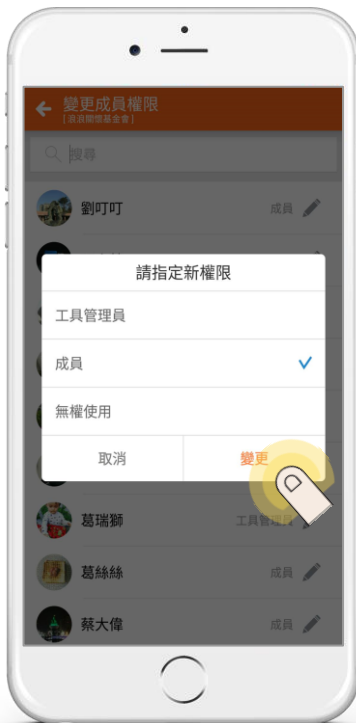 變更成員權限
[浪浪關懷基金會]
搜尋
劉叮叮 成員
請指定新權限
工具管理員
成員
無權使用
取消 變更
葛瑞獅 工具管理員
葛絲絲 成員
蔡大偉 成員